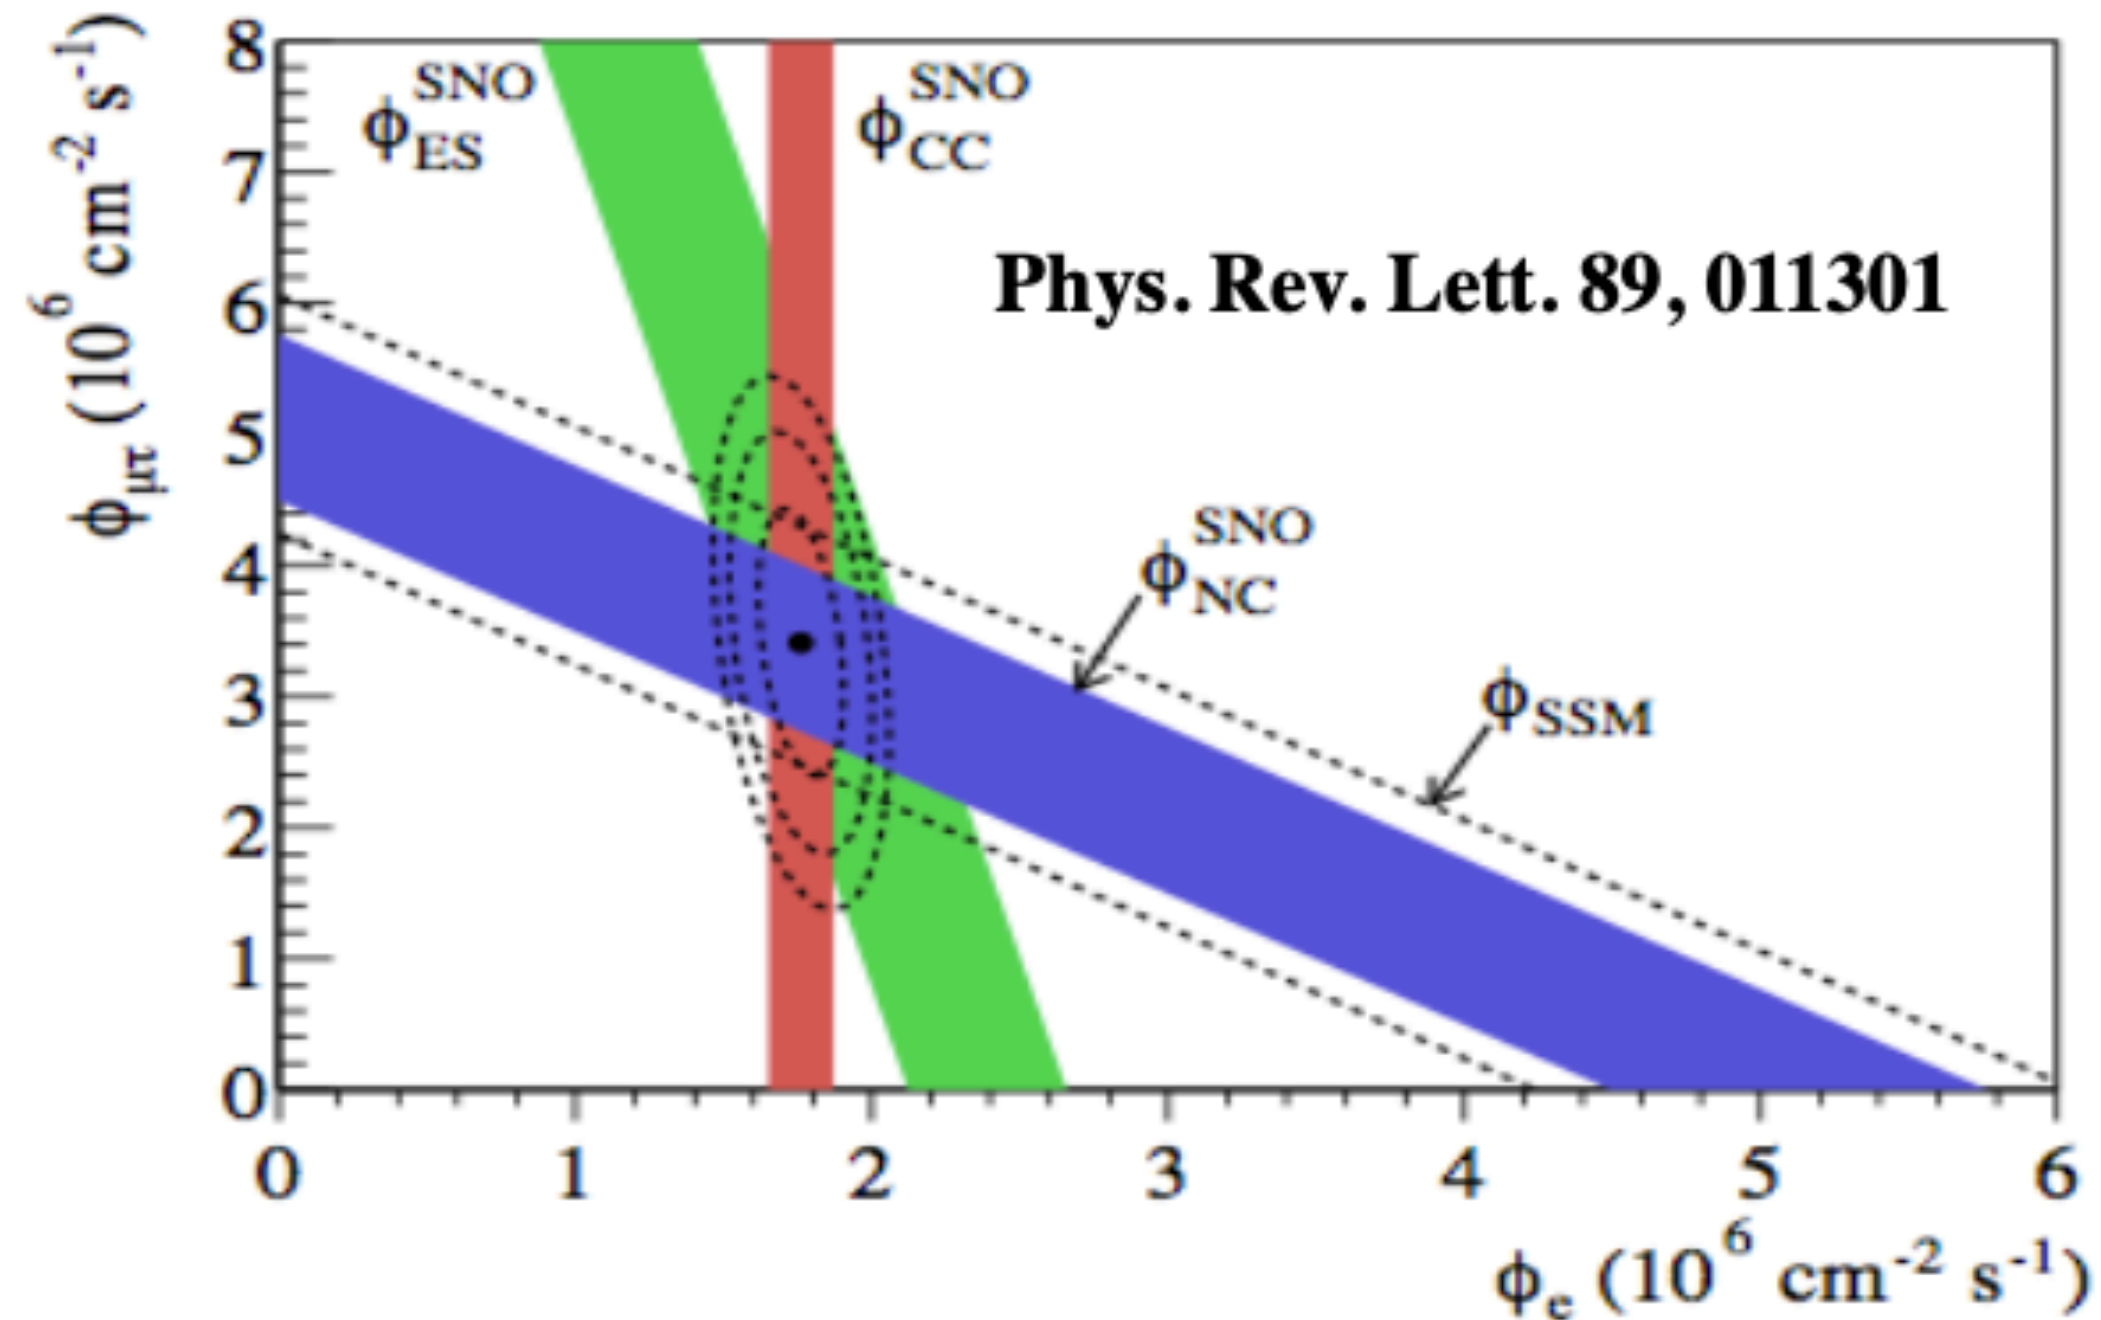 ϕ_μτ (10^6 cm^-2 s^-1)
8
7
6
5
4
3
2
1
0
ϕ_ES^SNO
ϕ_CC^SNO
Phys. Rev. Lett. 89, 011301
ϕ_NC^SNO
ϕ_SSM
0 1 2 3 4 5 6
ϕ_e (10^6 cm^-2 s^-1)